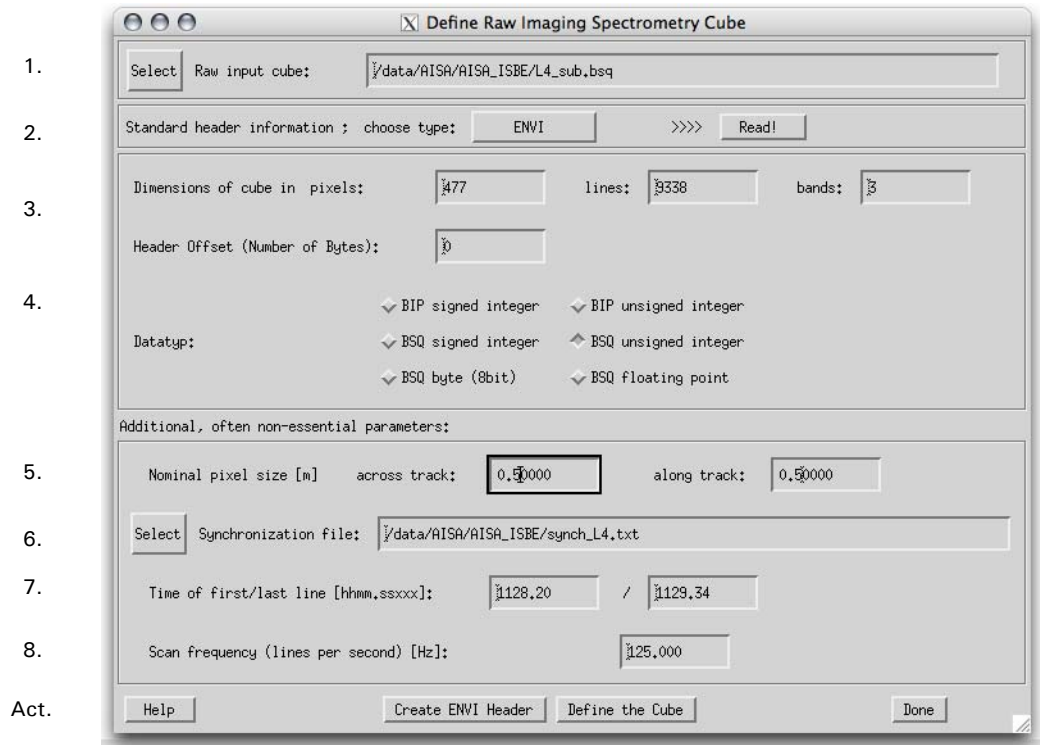 X Define Raw Imaging Spectrometry Cube
1. Select Raw input cube: /data/AISA/AISA_ISBE/L4_sub.bsq
2. Standard header information ; choose type: ENVI >>>> Read!
3. Dimensions of cube in pixels: 477 lines: 9338 bands: 3
Header Offset (Number of Bytes): 0
4. BIP signed integer BIP unsigned integer
Datatyp: BSQ signed integer BSQ unsigned integer
BSQ byte (8bit) BSQ floating point
Additional, often non-essential parameters:
5. Nominal pixel size [m] across track: 0.50000 along track: 0.50000
6. Select Synchronization file: /data/AISA/AISA_ISBE/synch_L4.txt
7. Time of first/last line [hhmm.ssxxx]: 1128.20 / 1129.34
8. Scan frequency (lines per second) [Hz]: 125.000
Act. Help Create ENVI Header Define the Cube Done